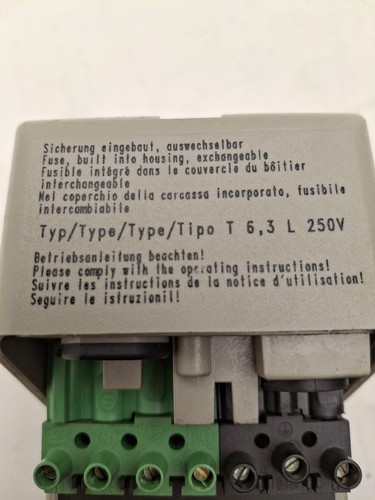 Sicherung eingebaut, auswechselbar
Fuse, built into housing, exchangeable
Fusible intégré dans le couvercle du bôitier
interchangeable
Nel coperchio della carcassa incorporato, fusibile
intercambiabile
Typ/Type/Type/Tipo T 6,3 L 250V
Betriebsanleitung beachten!
Please comply with the operating instructions!
Suivre les instructions de la notice d'utilisation!
Seguire le istruzioni!